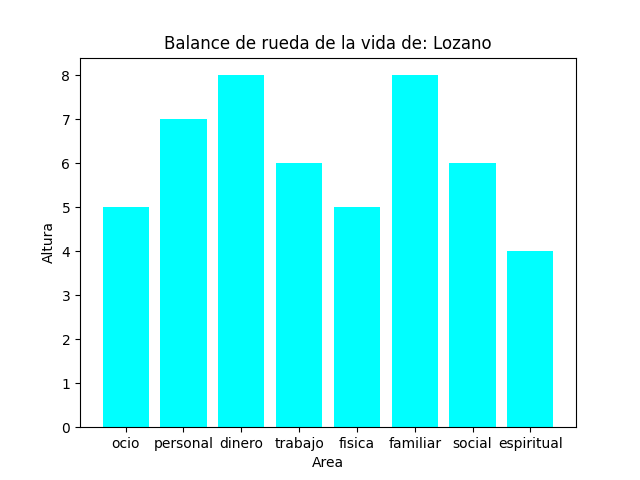 Balance de rueda de la vida de: Lozano
Altura
8
7
6
5
4
3
2
1
0
ocio personal dinero trabajo fisica familiar social espiritual
Area